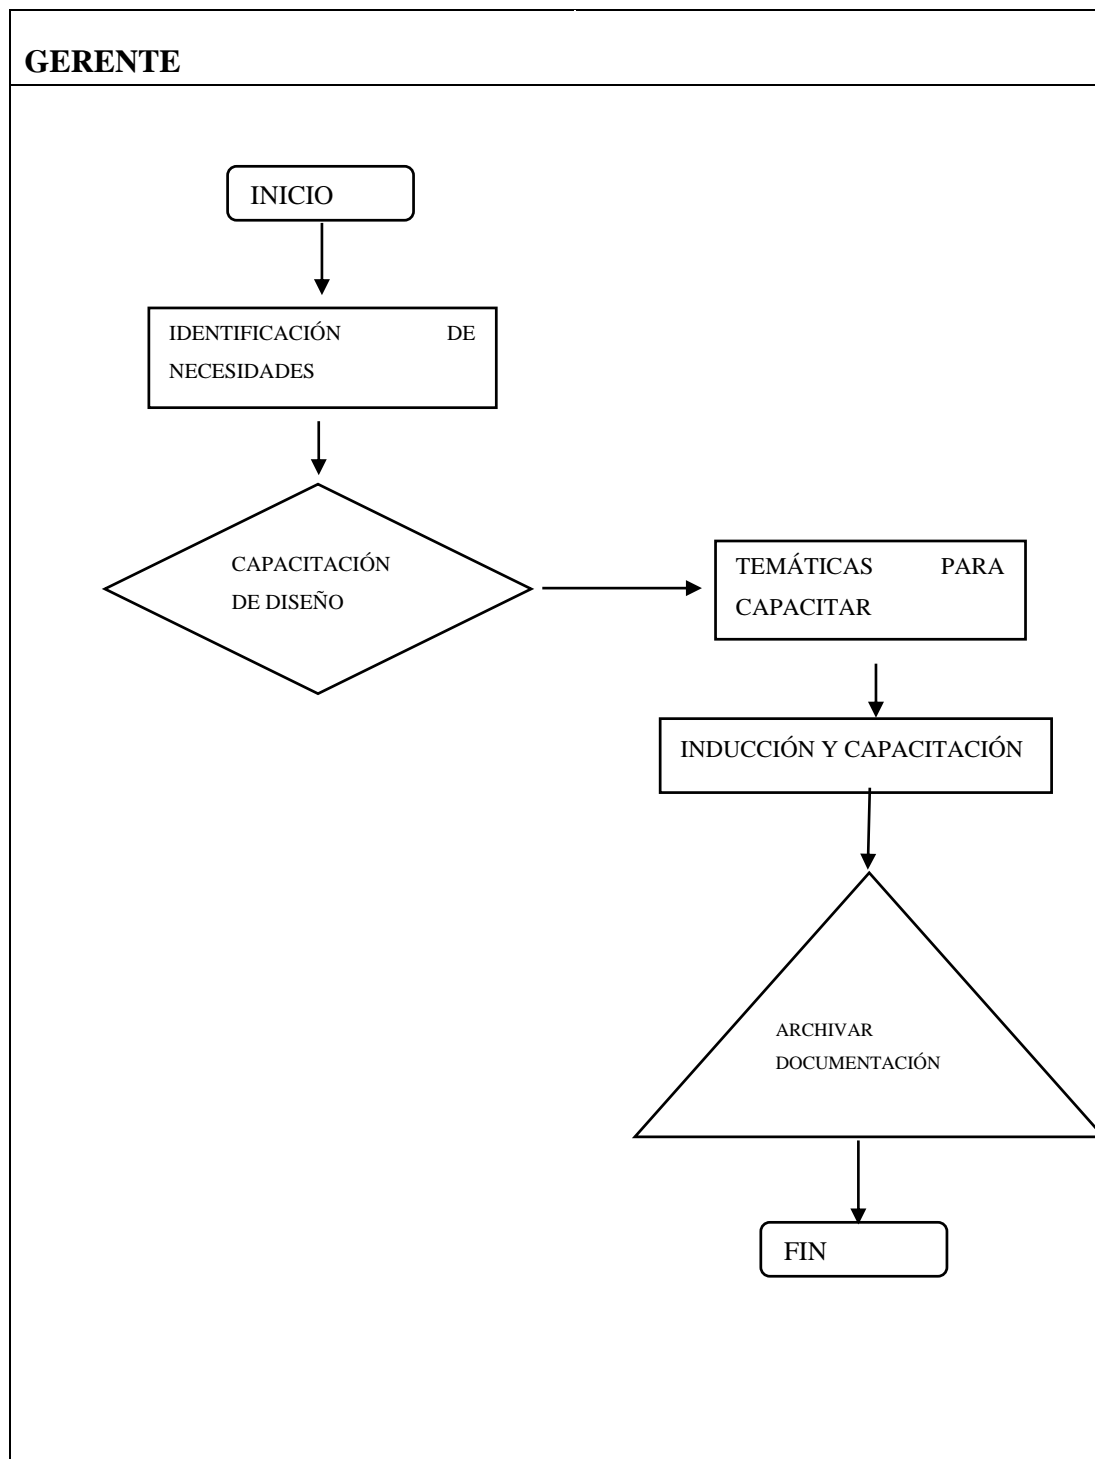 GERENTE
INICIO
IDENTIFICACIÓN DE
NECESIDADES
CAPACITACIÓN
DE DISEÑO
TEMÁTICAS PARA
CAPACITAR
INDUCCIÓN Y CAPACITACIÓN
ARCHIVAR
DOCUMENTACIÓN
FIN